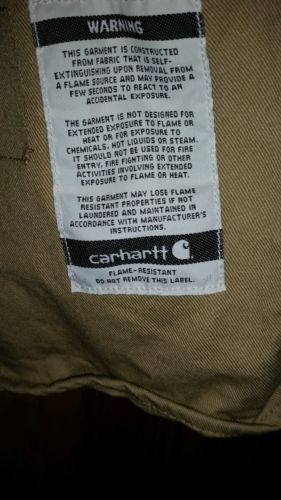 WARNING
THIS GARMENT IS CONSTRUCTED
FROM FABRIC THAT IS SELF-
EXTINGUISHING UPON REMOVAL FROM
A FLAME SOURCE AND MAY PROVIDE A
FEW SECONDS TO REACT TO AN
ACCIDENTAL EXPOSURE.
THE GARMENT IS NOT DESIGNED FOR
EXTENDED EXPOSURE TO FLAME OR
HEAT OR FOR EXPOSURE TO
CHEMICALS, HOT LIQUIDS OR STEAM.
IT SHOULD NOT BE USED FOR FIRE
ENTRY, FIRE FIGHTING OR OTHER
ACTIVITIES INVOLVING EXTENDED
EXPOSURE TO FLAME OR HEAT.
THIS GARMENT MAY LOSE FLAME
RESISTANT PROPERTIES IF NOT
LAUNDERED AND MAINTAINED IN
ACCORDANCE WITH MANUFACTURER'S
INSTRUCTIONS.
carhartt
FLAME-RESISTANT
DO NOT REMOVE THIS LABEL.